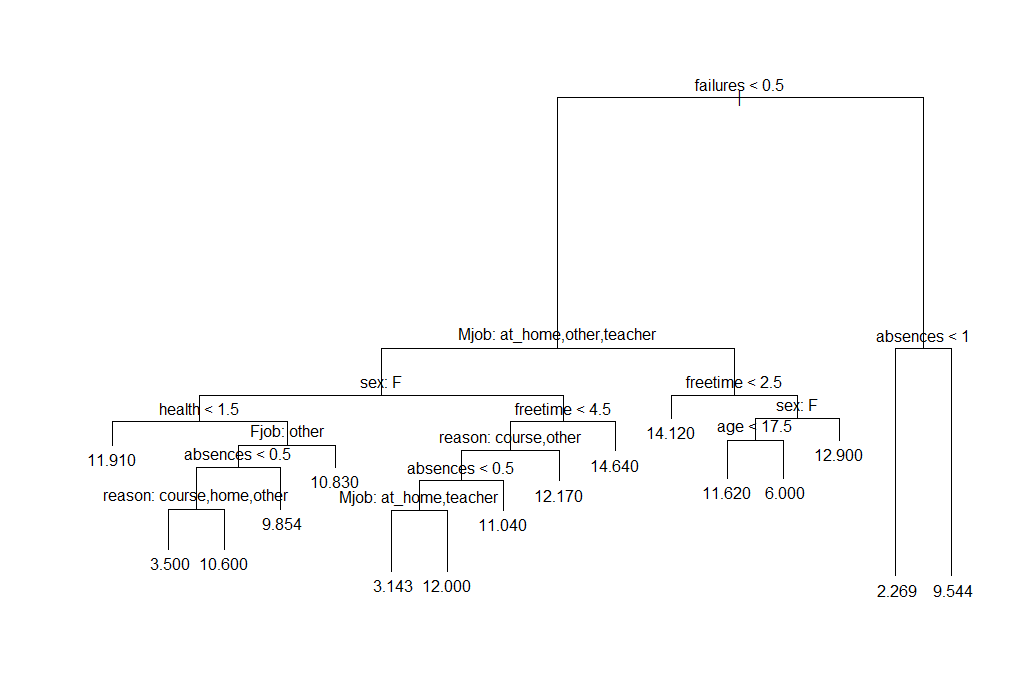 failures < 0.5
Mjob: at_home,other,teacher
absences < 1
sex: F
freetime < 2.5
health < 1.5
freetime < 4.5
sex: F
Fjob: other
reason: course,other
14.120
age < 17.5
absences < 0.5
11.910
absences < 0.5
14.640
12.900
10.830
reason: course,home,other
Mjob: at_home,teacher
12.170
11.620
6.000
9.854
11.040
3.500
10.600
3.143
12.000
2.269
9.544